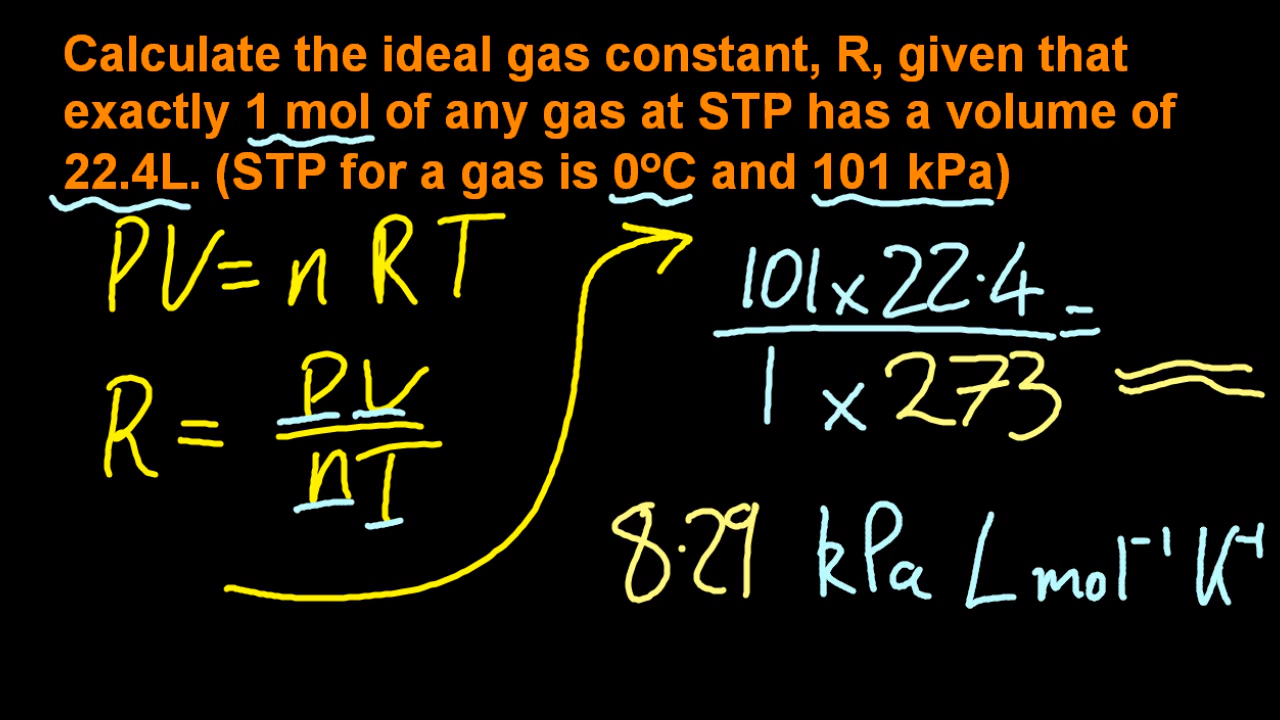 Calculate the ideal gas constant, R, given that
exactly 1 mol of any gas at STP has a volume of
22.4L. (STP for a gas is 0ºC and 101 kPa)
PV = n RT
R = PV
nT
101 x 22.4 =
1 x 273
8.29 kPa L mol⁻¹ K⁻¹